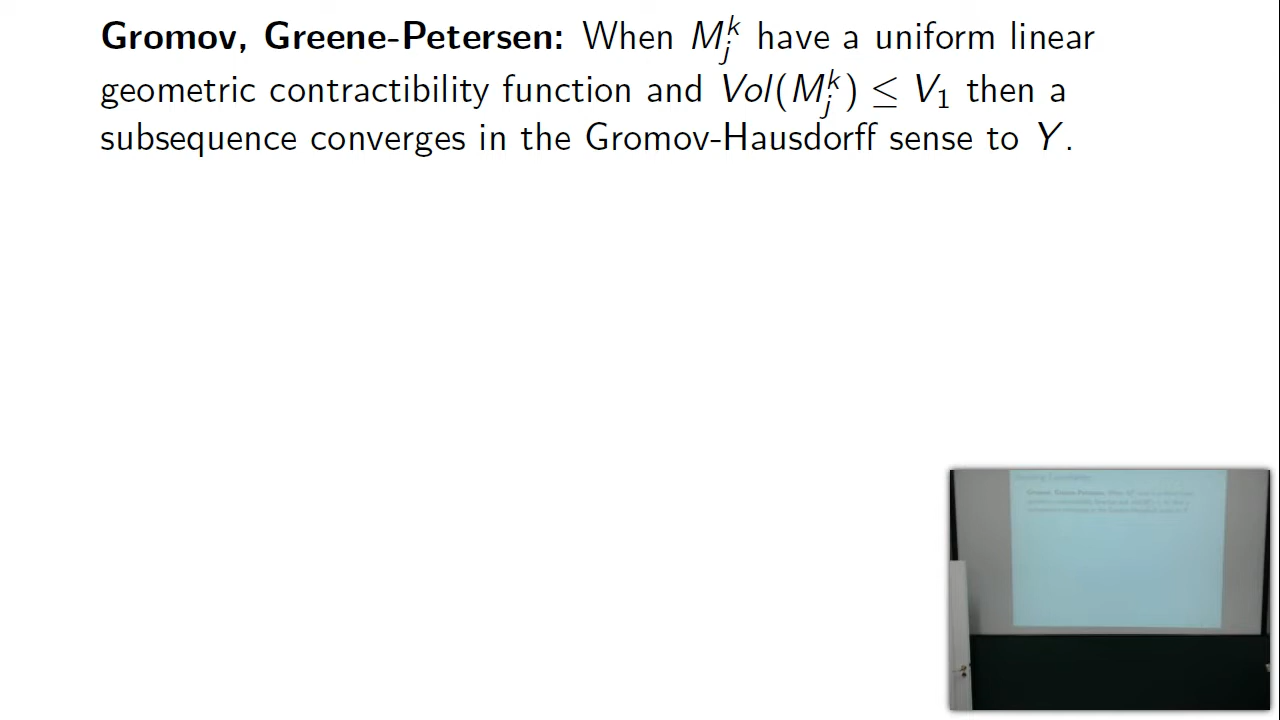 Gromov, Greene-Petersen: When M_j^k have a uniform linear
geometric contractibility function and Vol(M_j^k) ≤ V_1 then a
subsequence converges in the Gromov-Hausdorff sense to Y.